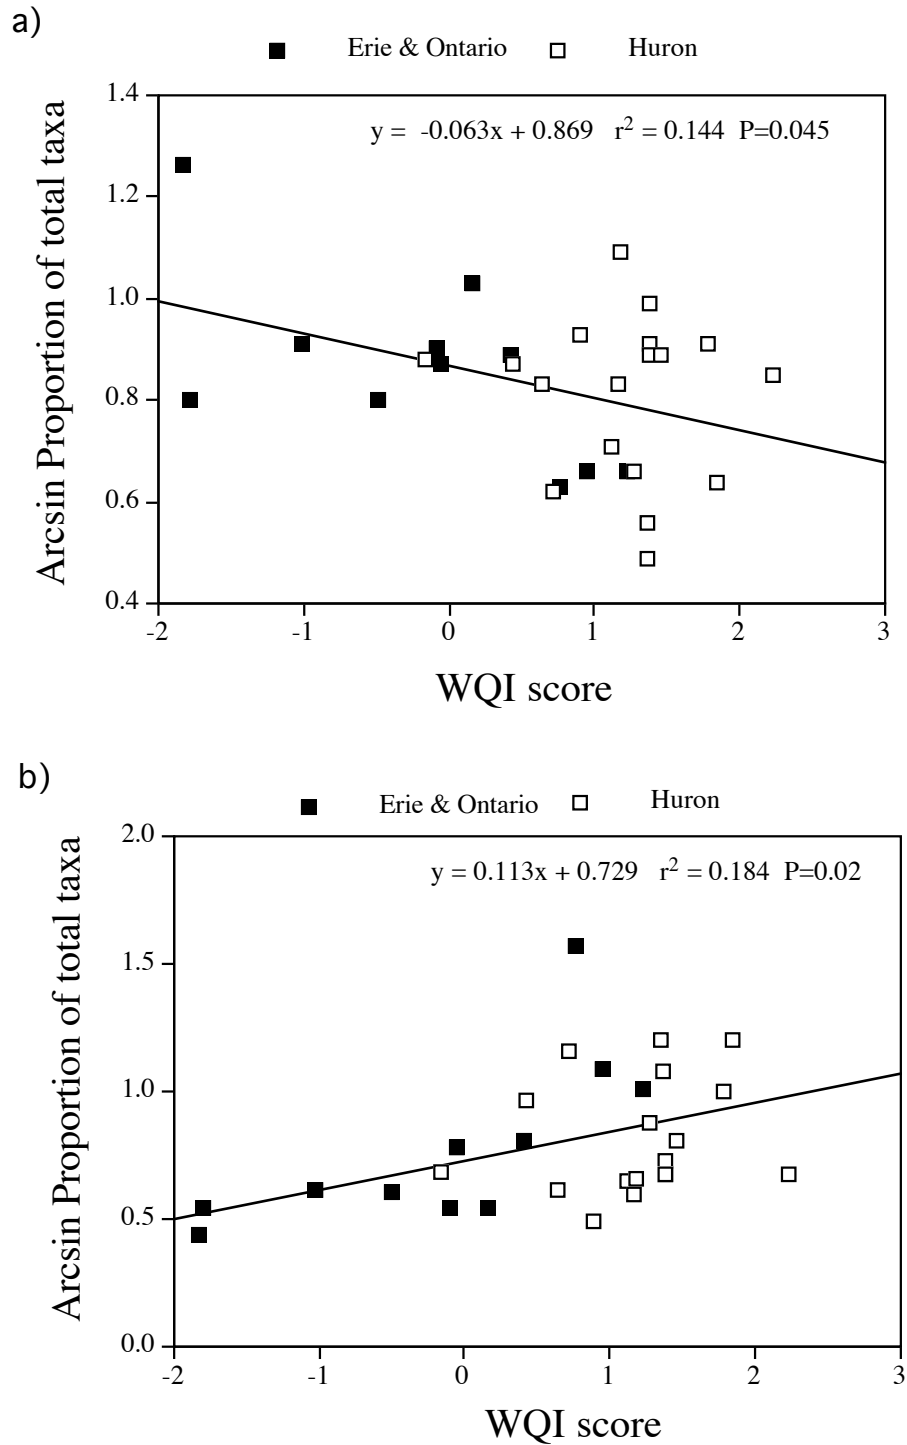 a)
Erie & Ontario Huron
1.4
y = -0.063x + 0.869 r² = 0.144 P=0.045
1.2
1.0
0.8
0.6
0.4
Arcsin Proportion of total taxa
-2 -1 0 1 2 3
WQI score
b)
Erie & Ontario Huron
2.0
y = 0.113x + 0.729 r² = 0.184 P=0.02
1.5
1.0
0.5
0.0
Arcsin Proportion of total taxa
-2 -1 0 1 2 3
WQI score